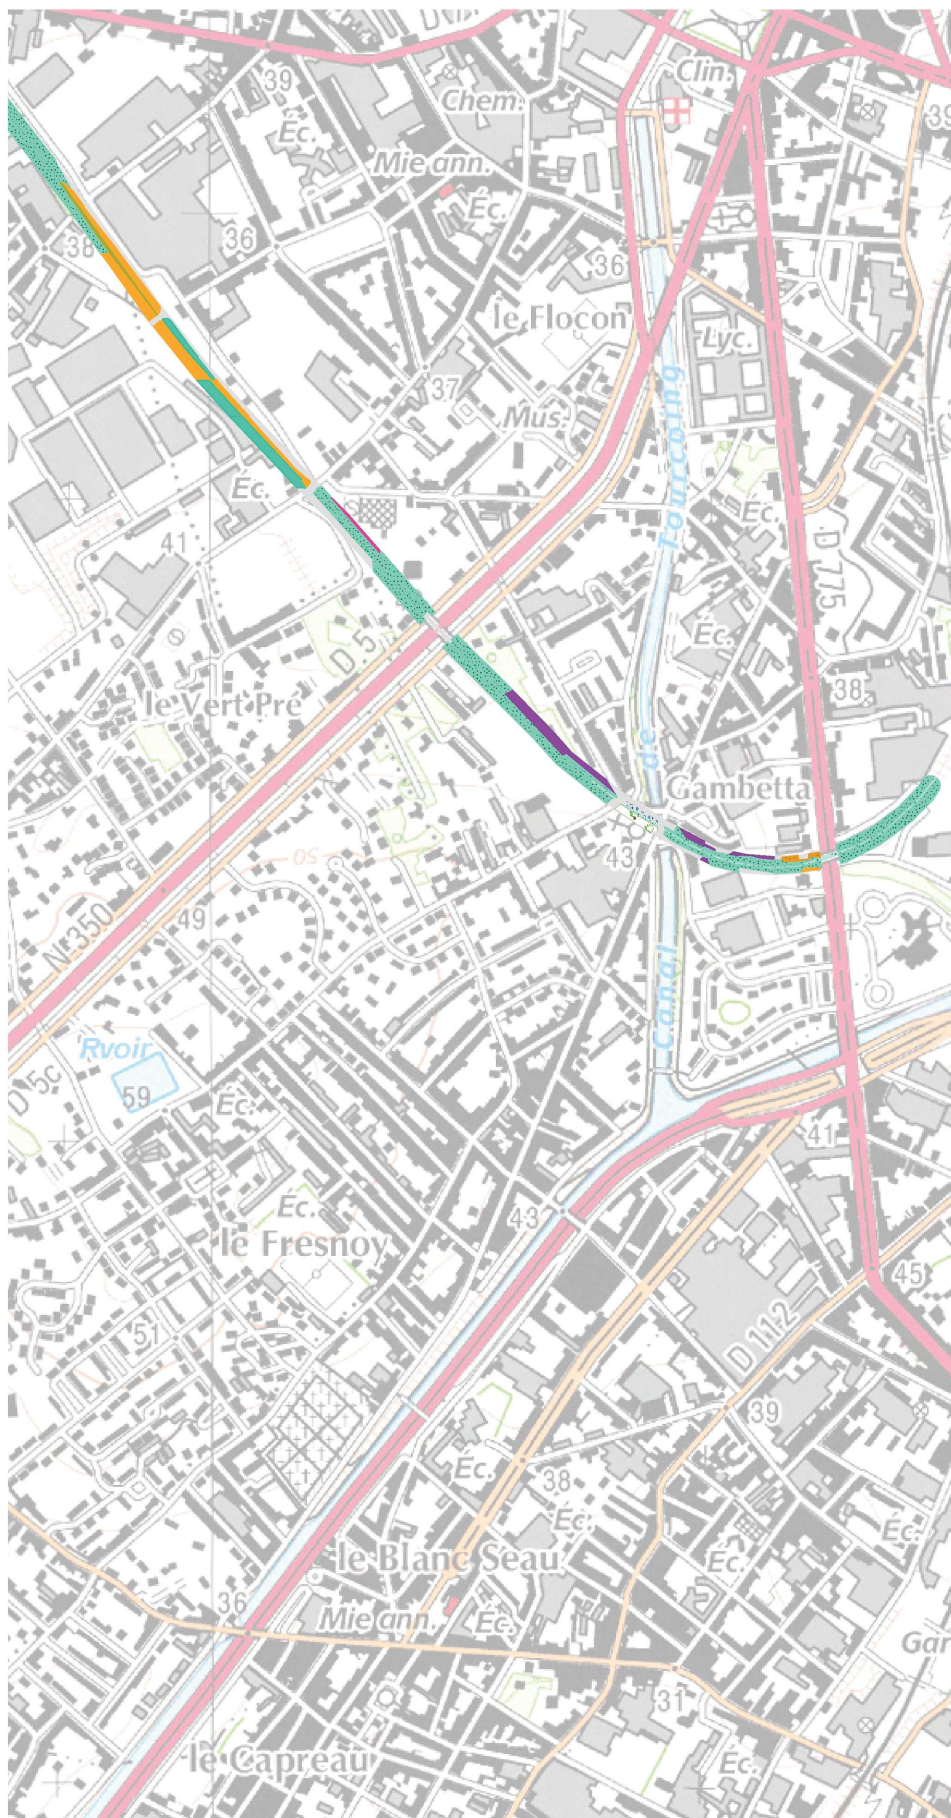 Clin.
39
Chem.
Éc.
Mie ann.
Éc.
38
36
36
le Flocon
Lyc.
37
Mus.
Éc.
Éc.
41
D 775
Canal de Tourcoing
D 5
Éc.
le Vert Pré
38
Gambetta
43
OS
49
N 350
Rvoir
59
D 5c
Éc.
41
Éc.
43
le Fresnoy
45
51
D 112
39
Éc.
38
Éc.
Éc.
le Blanc Seau
Éc.
36
Mie ann.
Éc.
31
le Capreau
Éc.